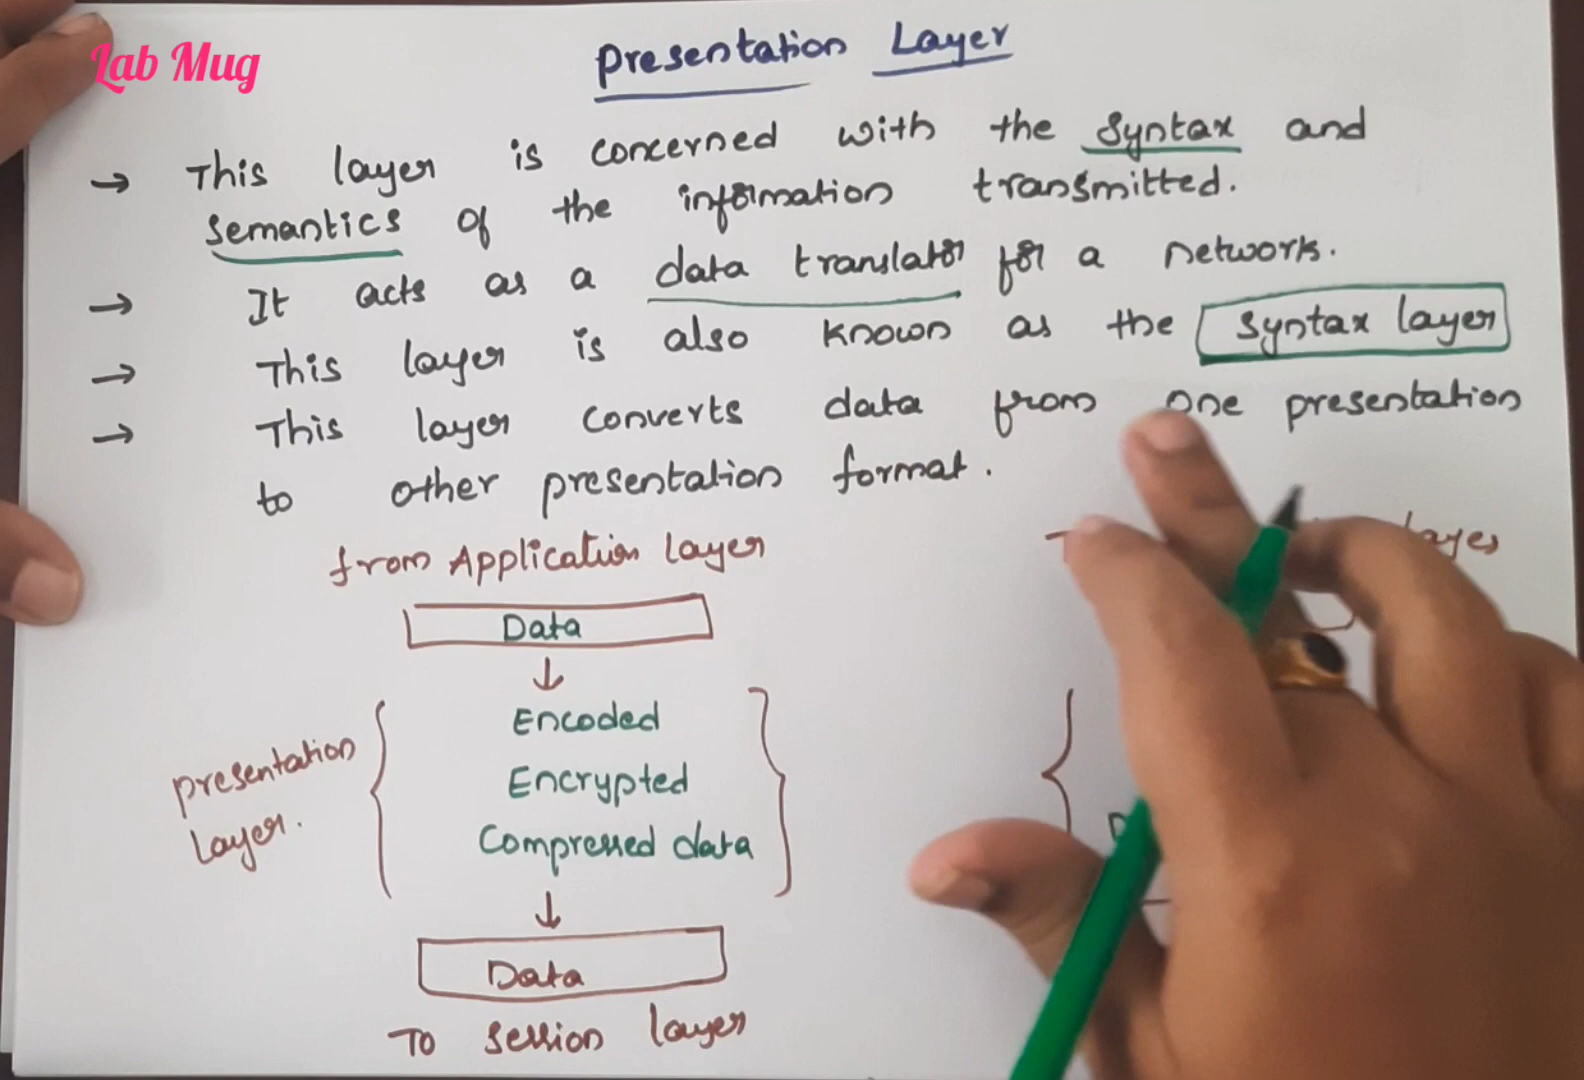 Lab Mug
Presentation Layer
→ This layer is concerned with the syntax and
semantics of the information transmitted.
→ It acts as a data translator for a network.
→ This layer is also known as the syntax layer
→ This layer converts data from one presentation
to other presentation format.
from Application Layer
Data
↓
Encoded
Encrypted
Compressed data
presentation
Layer.
↓
Data
To session layer